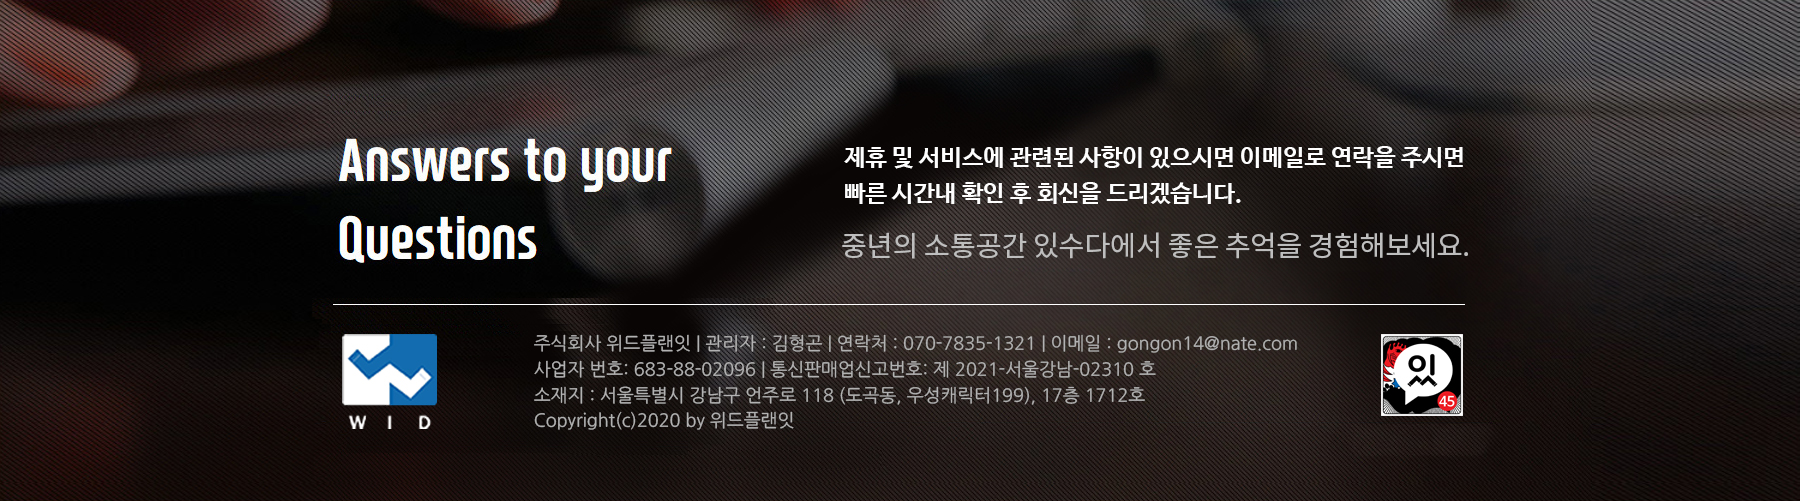 Answers to your
Questions
제휴 및 서비스에 관련된 사항이 있으시면 이메일로 연락을 주시면
빠른 시간내 확인 후 회신을 드리겠습니다.
중년의 소통공간 있수다에서 좋은 추억을 경험해보세요.
WID
주식회사 위드플랜잇 | 관리자 : 김형곤 | 연락처 : 070-7835-1321 | 이메일 : gongon14@nate.com
사업자 번호: 683-88-02096 | 통신판매업신고번호: 제 2021-서울강남-02310 호
소재지 : 서울특별시 강남구 언주로 118 (도곡동, 우성캐릭터199), 17층 1712호
Copyright(c)2020 by 위드플랜잇
있
45